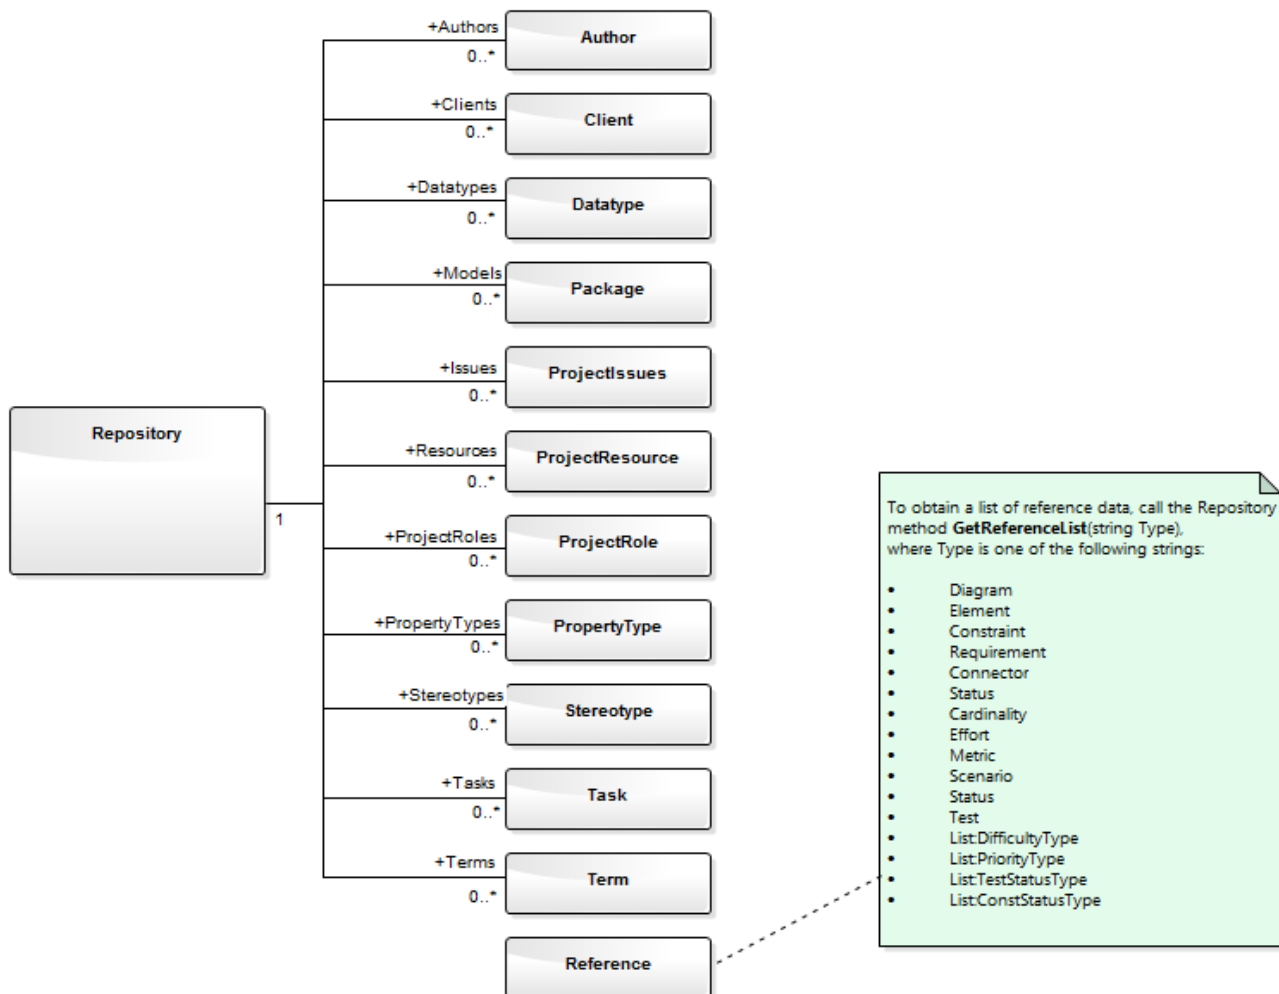 +Authors
0..*
Author
+Clients
0..*
Client
+Datatypes
0..*
Datatype
+Models
0..*
Package
+Issues
0..*
ProjectIssues
Repository
1
+Resources
0..*
ProjectResource
+ProjectRoles
0..*
ProjectRole
+PropertyTypes
0..*
PropertyType
+Stereotypes
0..*
Stereotype
+Tasks
0..*
Task
+Terms
0..*
Term
Reference
To obtain a list of reference data, call the Repository
method GetReferenceList(string Type),
where Type is one of the following strings:
• Diagram
• Element
• Constraint
• Requirement
• Connector
• Status
• Cardinality
• Effort
• Metric
• Scenario
• Status
• Test
• List:DifficultyType
• List:PriorityType
• List:TestStatusType
• List:ConstStatusType